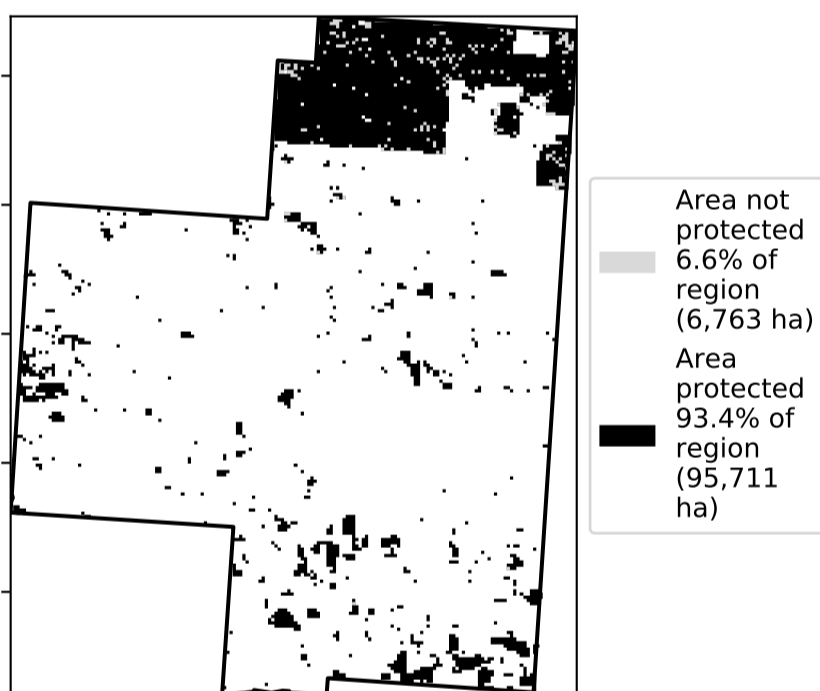 Area not
protected
6.6% of
region
(6,763 ha)
Area
protected
93.4% of
region
(95,711
ha)